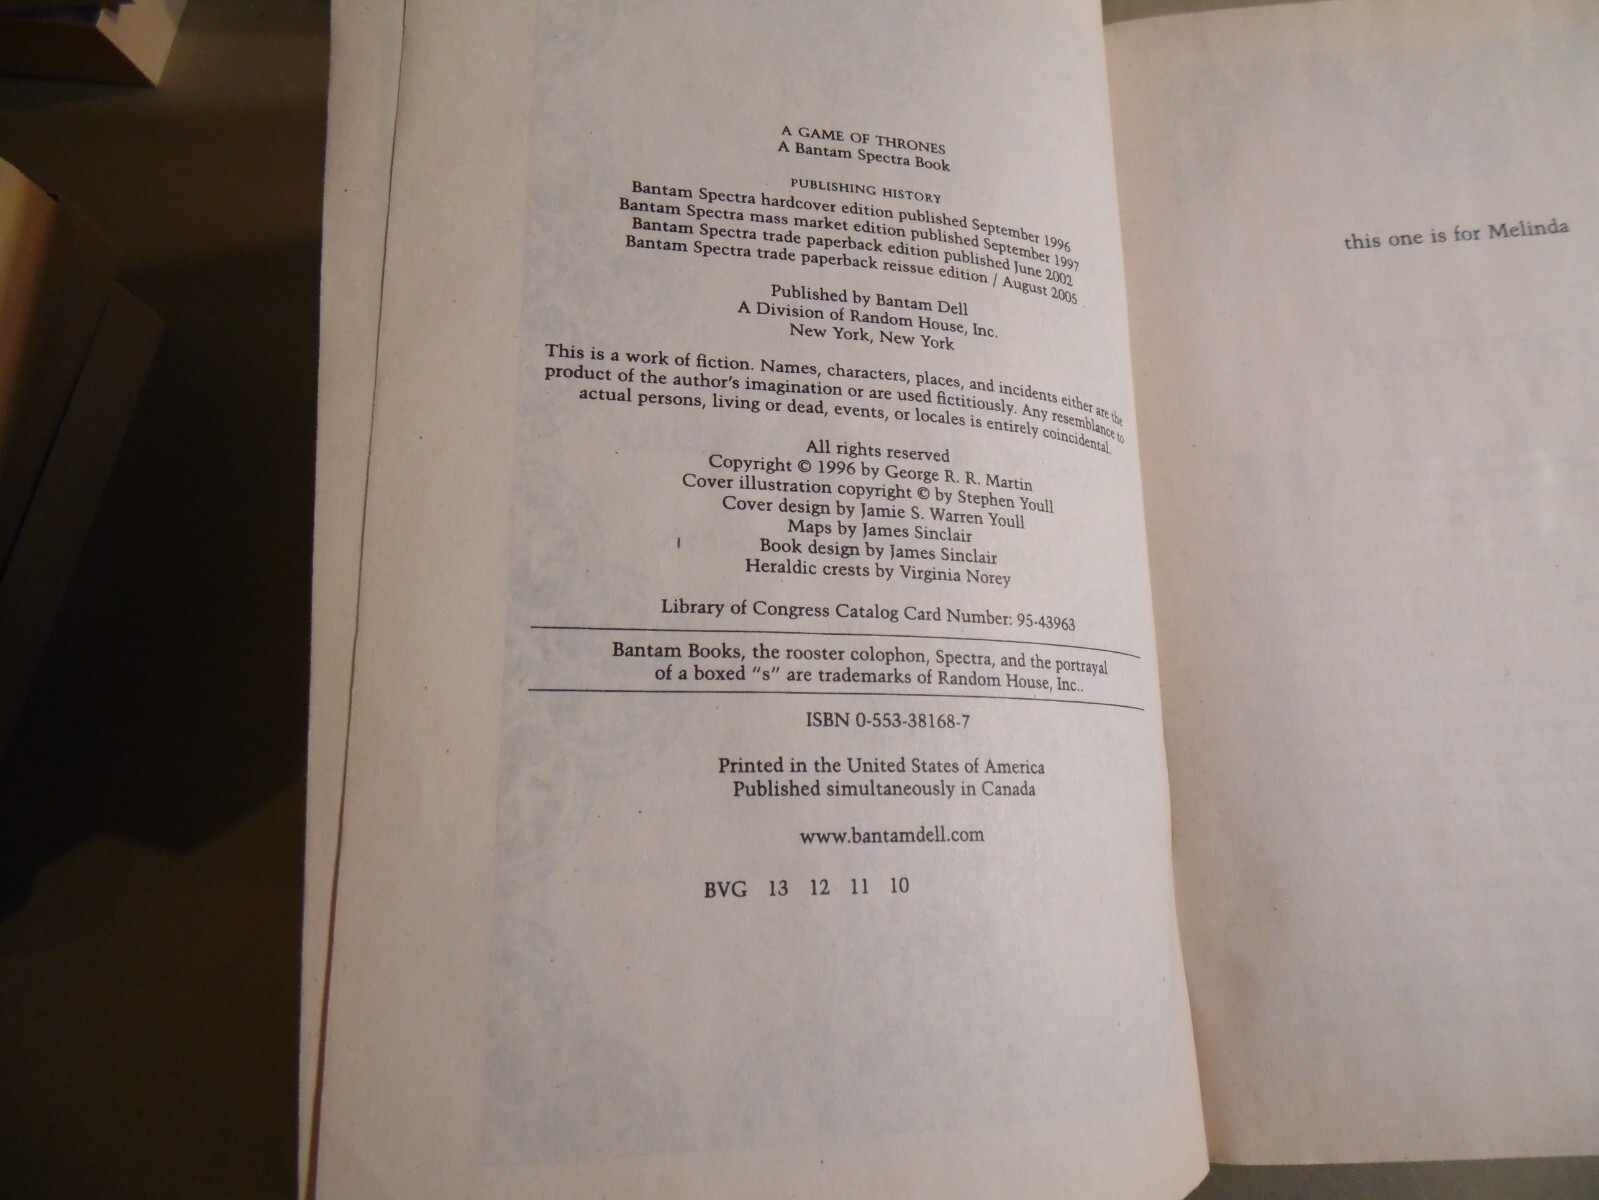 A GAME OF THRONES
A Bantam Spectra Book
PUBLISHING HISTORY
Bantam Spectra hardcover edition published September 1996
Bantam Spectra mass market edition published September 1997
Bantam Spectra trade paperback edition published June 2002
Bantam Spectra trade paperback reissue edition / August 2005
Published by Bantam Dell
A Division of Random House, Inc.
New York, New York
This is a work of fiction. Names, characters, places, and incidents either are the
product of the author's imagination or are used fictitiously. Any resemblance to
actual persons, living or dead, events, or locales is entirely coincidental.
All rights reserved
Copyright © 1996 by George R. R. Martin
Cover illustration copyright © by Stephen Youll
Cover design by Jamie S. Warren Youll
Maps by James Sinclair
Book design by James Sinclair
Heraldic crests by Virginia Norey
Library of Congress Catalog Card Number: 95-43963
Bantam Books, the rooster colophon, Spectra, and the portrayal
of a boxed "s" are trademarks of Random House, Inc..
ISBN 0-553-38168-7
Printed in the United States of America
Published simultaneously in Canada
www.bantamdell.com
BVG 13 12 11 10
this one is for Melinda